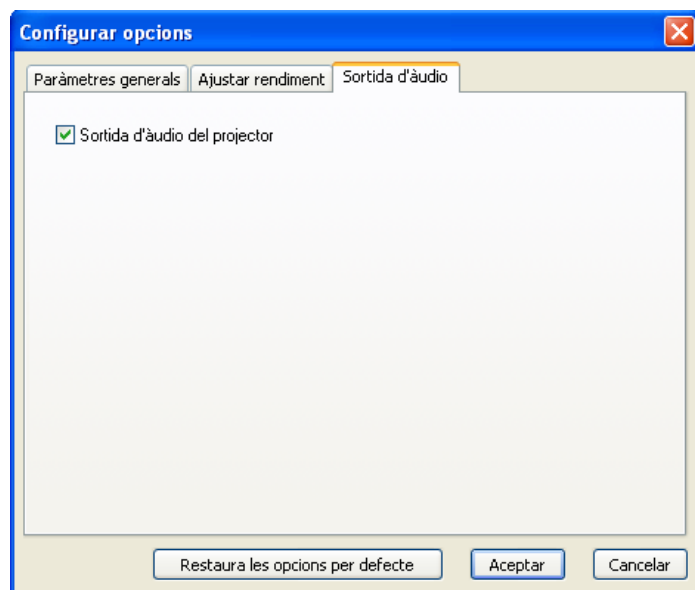 Configurar opcions
Paràmetres generals Ajustar rendiment Sortida d'àudio
Sortida d'àudio del projector
Restaura les opcions per defecte Aceptar Cancelar